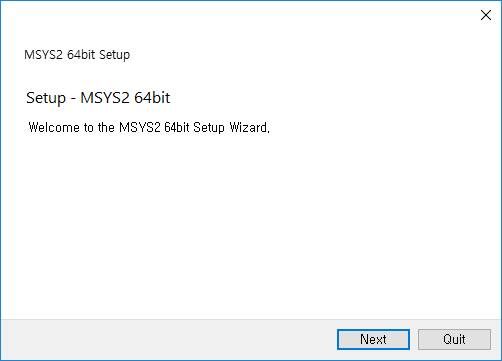 MSYS2 64bit Setup
Setup - MSYS2 64bit
Welcome to the MSYS2 64bit Setup Wizard,
Next
Quit